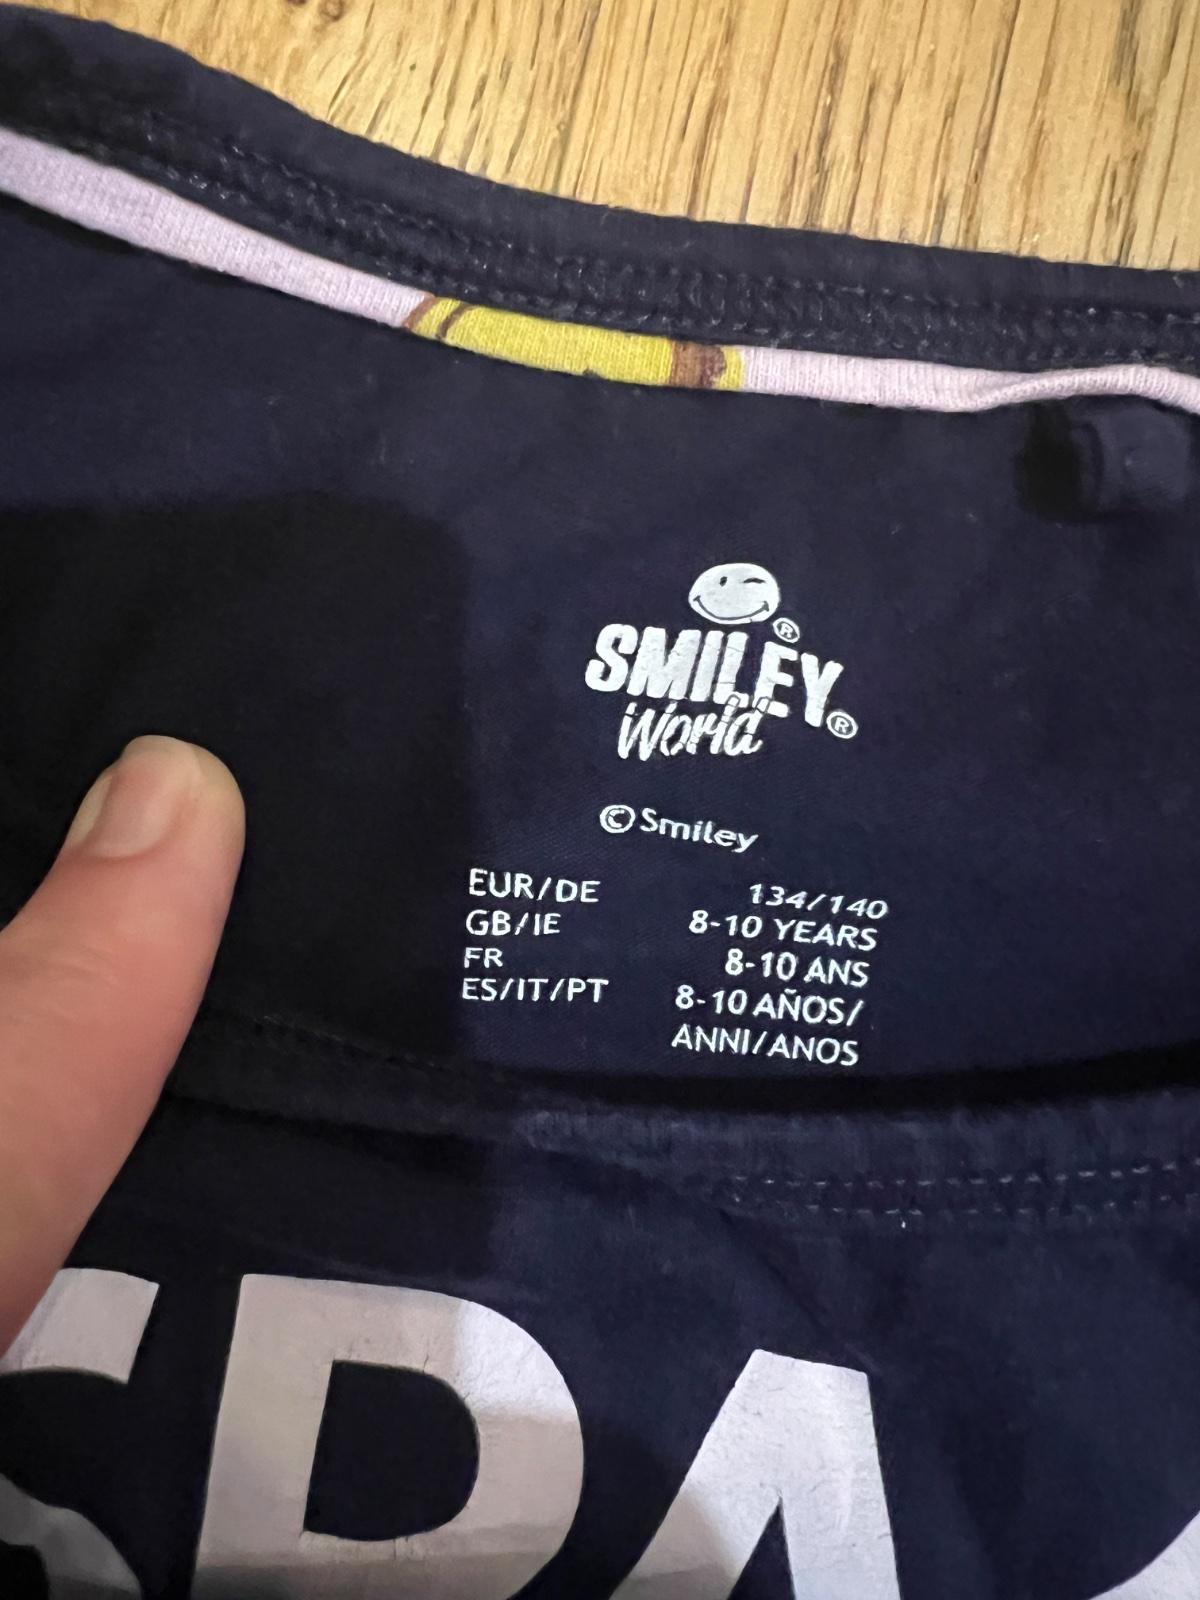 ®
SMILEY®
World
©Smiley
EUR/DE 134/140
GB/IE 8-10 YEARS
FR 8-10 ANS
ES/IT/PT 8-10 AÑOS/
ANNI/ANOS